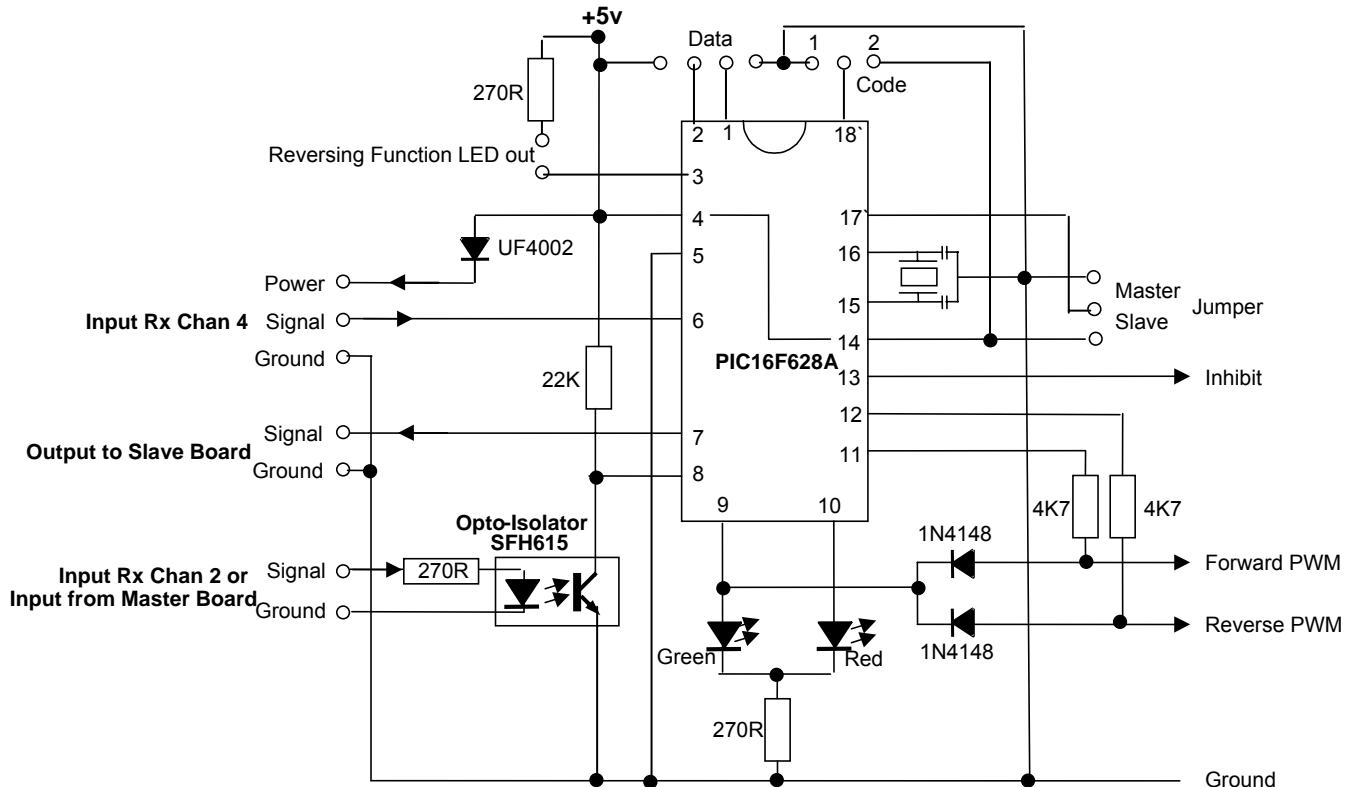 +5v
Data
1
2
Code
270R
2
1
18`
Reversing Function LED out
3
4
17`
UF4002
5
16
Power
Master
Jumper
15
Slave
Input Rx Chan 4
Signal
6
14
PIC16F628A
Ground
22K
13
Inhibit
12
Signal
7
Output to Slave Board
11
Ground
8
9
10
4K7
4K7
Opto-Isolator
SFH615
1N4148
Input Rx Chan 2 or
Signal
270R
Forward PWM
Input from Master Board
Ground
Reverse PWM
1N4148
Green
Red
270R
Ground